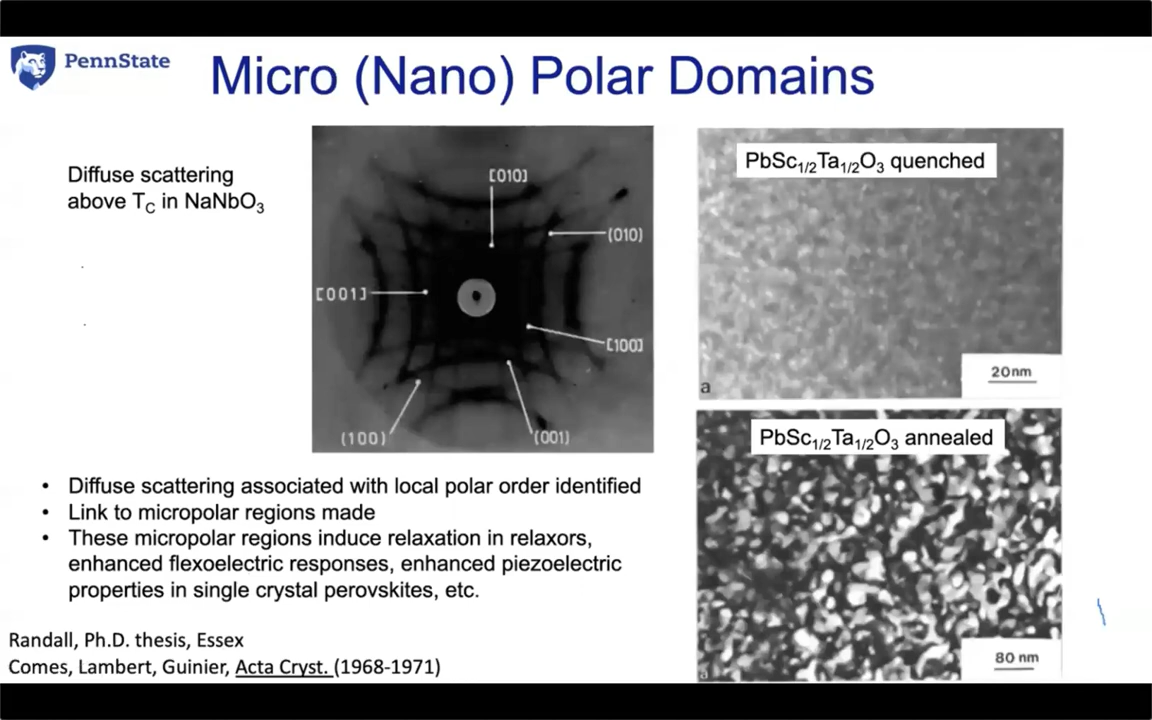 PennState
Micro (Nano) Polar Domains
Diffuse scattering
above T_C in NaNbO₃
[010]
(010)
[001]
[100]
(100)
(001)
PbSc₁/₂Ta₁/₂O₃ quenched
20nm
a
PbSc₁/₂Ta₁/₂O₃ annealed
80 nm
a
• Diffuse scattering associated with local polar order identified
• Link to micropolar regions made
• These micropolar regions induce relaxation in relaxors,
enhanced flexoelectric responses, enhanced piezoelectric
properties in single crystal perovskites, etc.
Randall, Ph.D. thesis, Essex
Comes, Lambert, Guinier, Acta Cryst. (1968-1971)